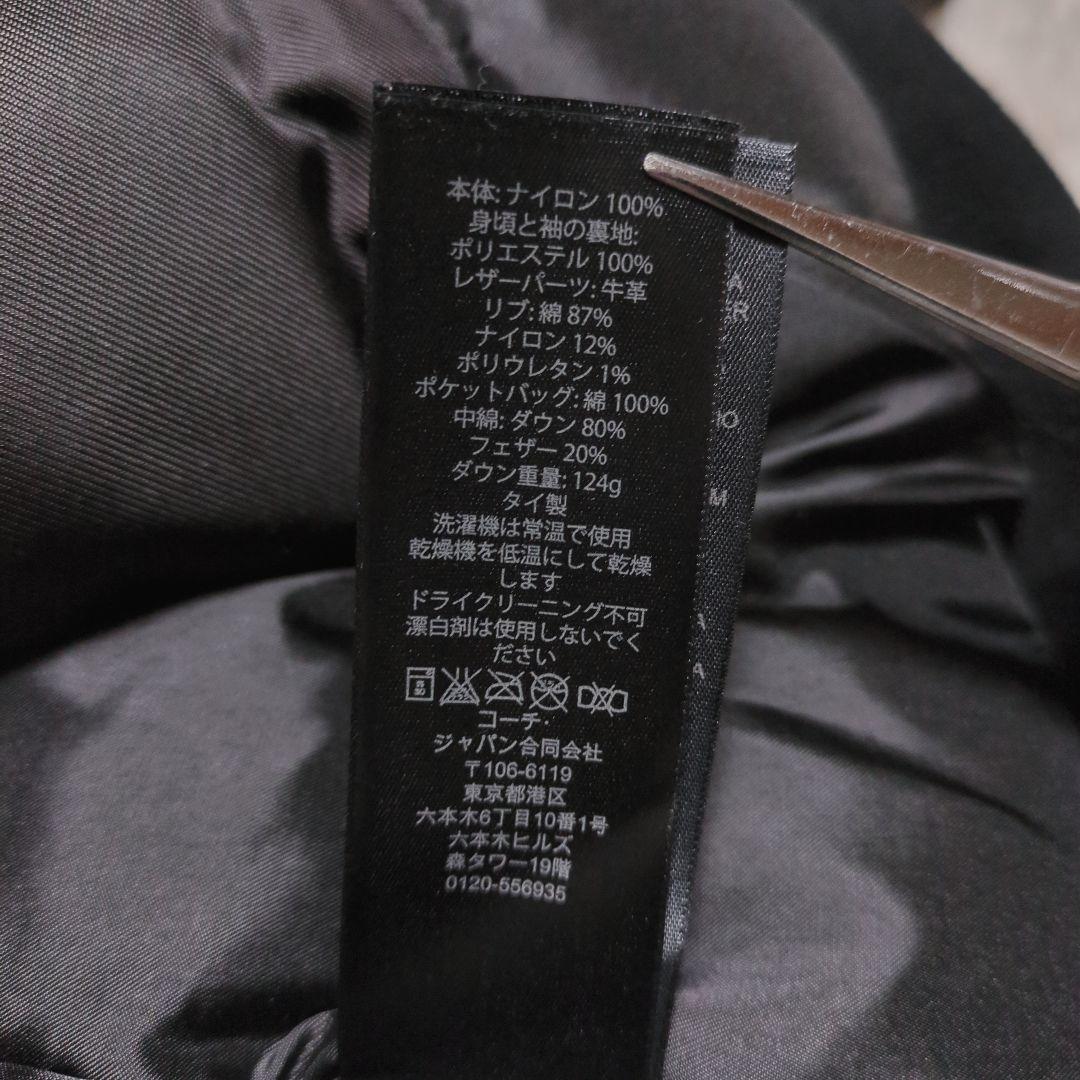 本体: ナイロン 100%
身頃と袖の裏地:
ポリエステル 100%
レザーパーツ: 牛革
リブ: 綿 87%
ナイロン 12%
ポリウレタン 1%
ポケットバッグ: 綿 100%
中綿: ダウン 80%
フェザー 20%
ダウン重量: 124g
タイ製
洗濯機は常温で使用
乾燥機を低温にして乾燥
します
ドライクリーニング不可
漂白剤は使用しないでく
ださい
コーチ·
ジャパン合同会社
〒106-6119
東京都港区
六本木6丁目10番1号
六本木ヒルズ
森タワー19階
0120-556935